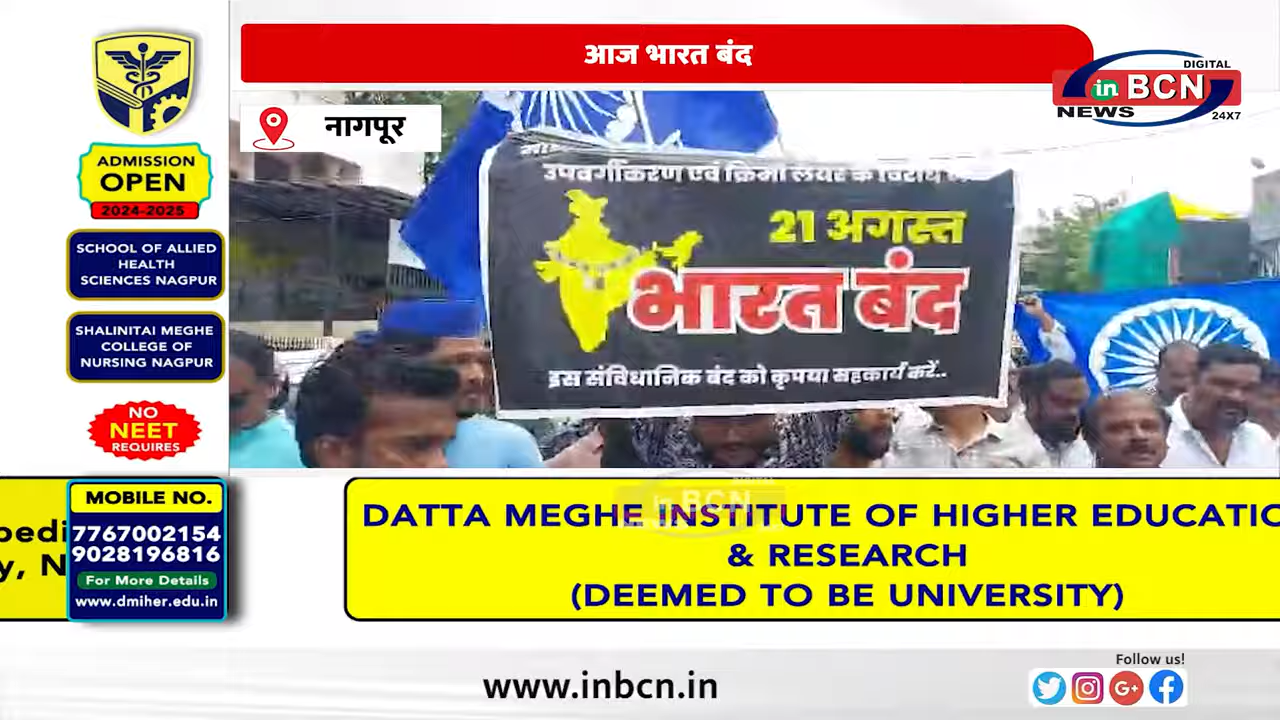 आज भारत बंद
DIGITAL
in BCN
NEWS 24X7
नागपूर
ADMISSION
OPEN
2024-2025
SCHOOL OF ALLIED
HEALTH
SCIENCES NAGPUR
SHALINITAI MEGHE
COLLEGE OF
NURSING NAGPUR
NO
NEET
REQUIRES
उपवर्गीकरण एवं क्रिमी लेयर के विरोध
21 अगस्त
भारत बंद
इस संविधानिक बंद को कृपया सहकार्य करें..
MOBILE NO.
7767002154
9028196816
For More Details
www.dmiher.edu.in
DATTA MEGHE INSTITUTE OF HIGHER EDUCATIO
& RESEARCH
(DEEMED TO BE UNIVERSITY)
in BCN
Follow us!
www.inbcn.in